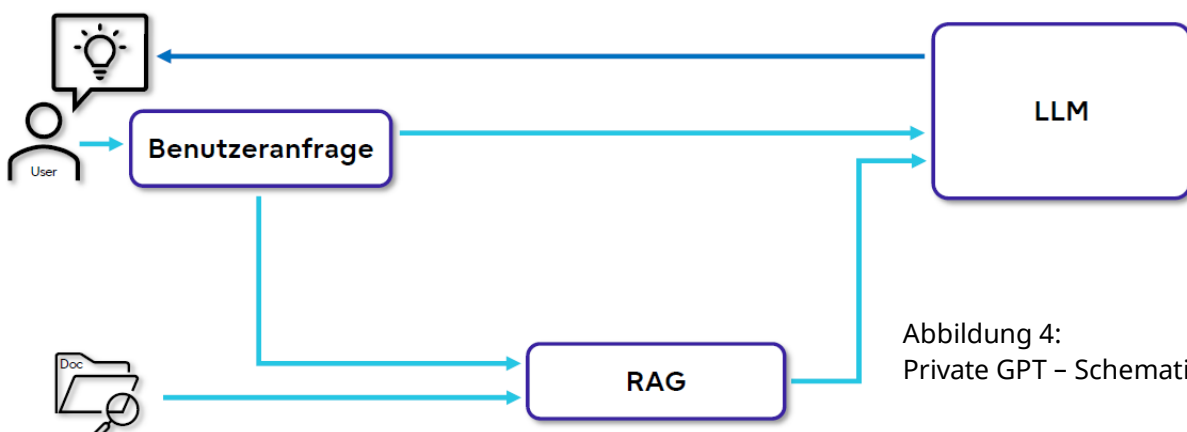 LLM
Benutzeranfrage
User
Doc
RAG
Abbildung 4:
Private GPT – Schemati